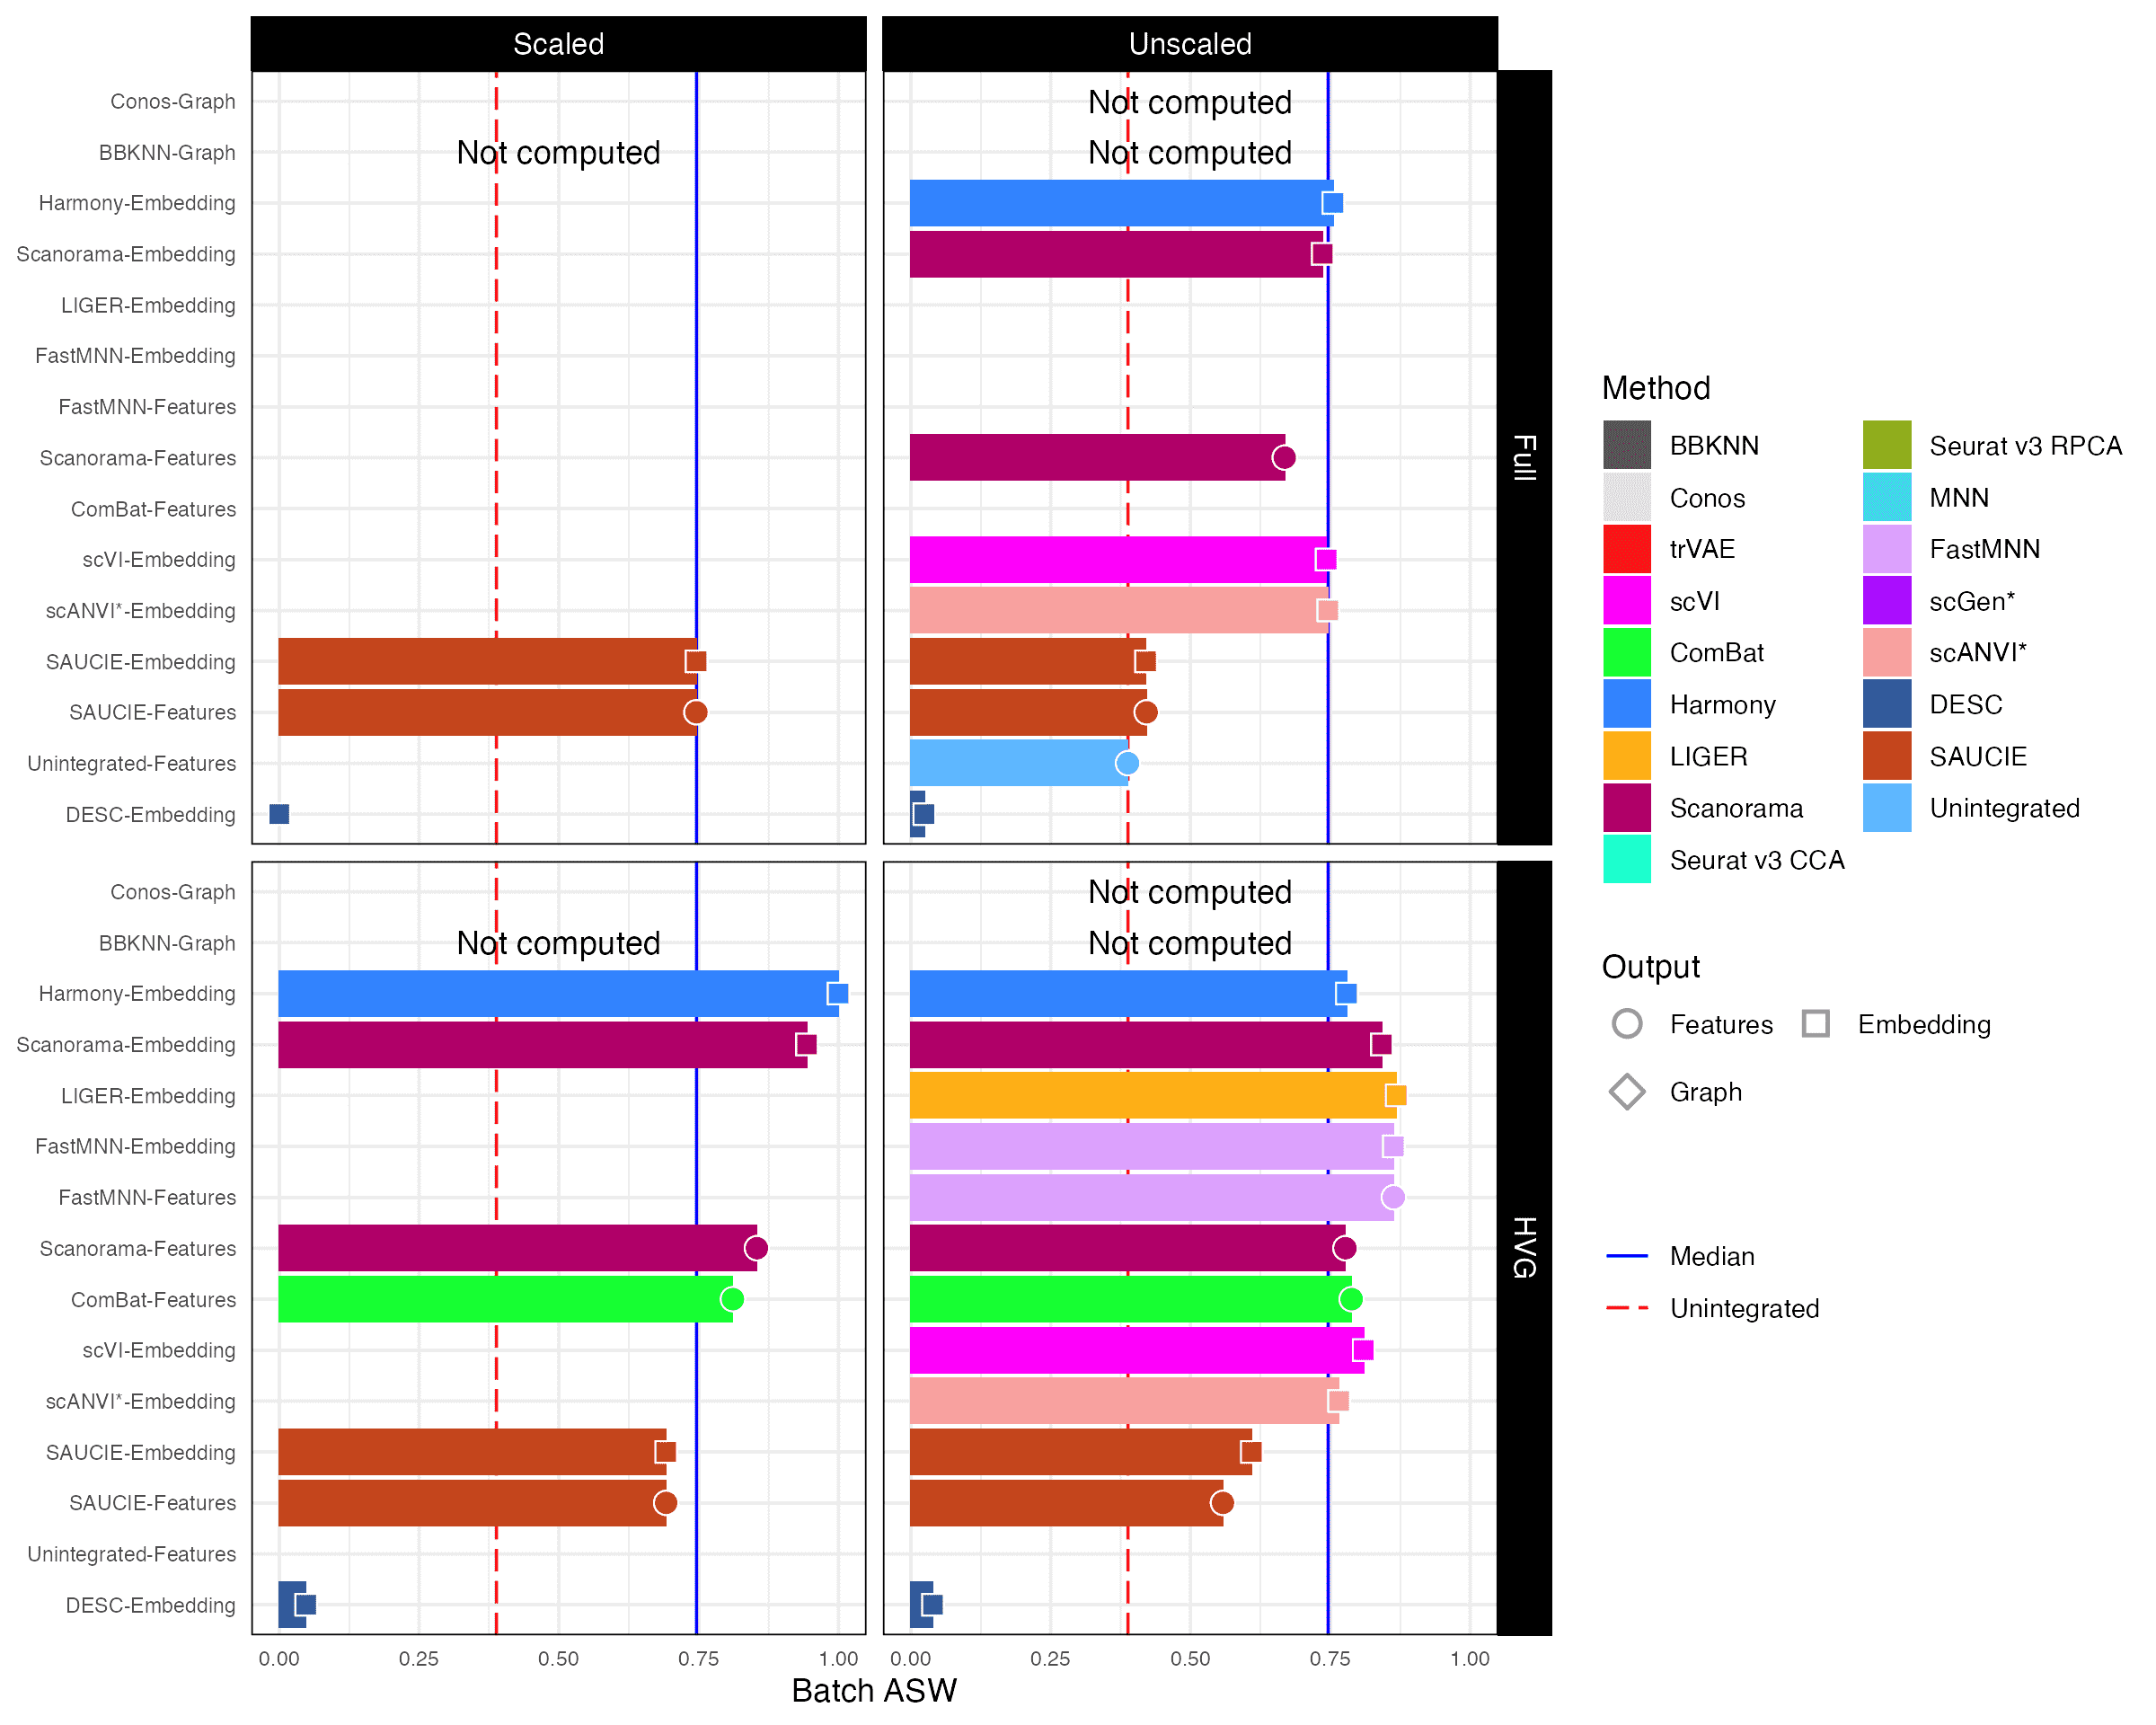 Scaled
Unscaled
Conos-Graph
BBKNN-Graph
Harmony-Embedding
Scanorama-Embedding
LIGER-Embedding
FastMNN-Embedding
FastMNN-Features
Scanorama-Features
ComBat-Features
scVI-Embedding
scANVI*-Embedding
SAUCIE-Embedding
SAUCIE-Features
Unintegrated-Features
DESC-Embedding
Not computed
Not computed
Not computed
Full
Conos-Graph
BBKNN-Graph
Harmony-Embedding
Scanorama-Embedding
LIGER-Embedding
FastMNN-Embedding
FastMNN-Features
Scanorama-Features
ComBat-Features
scVI-Embedding
scANVI*-Embedding
SAUCIE-Embedding
SAUCIE-Features
Unintegrated-Features
DESC-Embedding
Not computed
Not computed
Not computed
HVG
0.00 0.25 0.50 0.75 1.00
0.00 0.25 0.50 0.75 1.00
Batch ASW
Method
BBKNN
Conos
trVAE
scVI
ComBat
Harmony
LIGER
Scanorama
Seurat v3 CCA
Seurat v3 RPCA
MNN
FastMNN
scGen*
scANVI*
DESC
SAUCIE
Unintegrated
Output
Features
Embedding
Graph
Median
Unintegrated